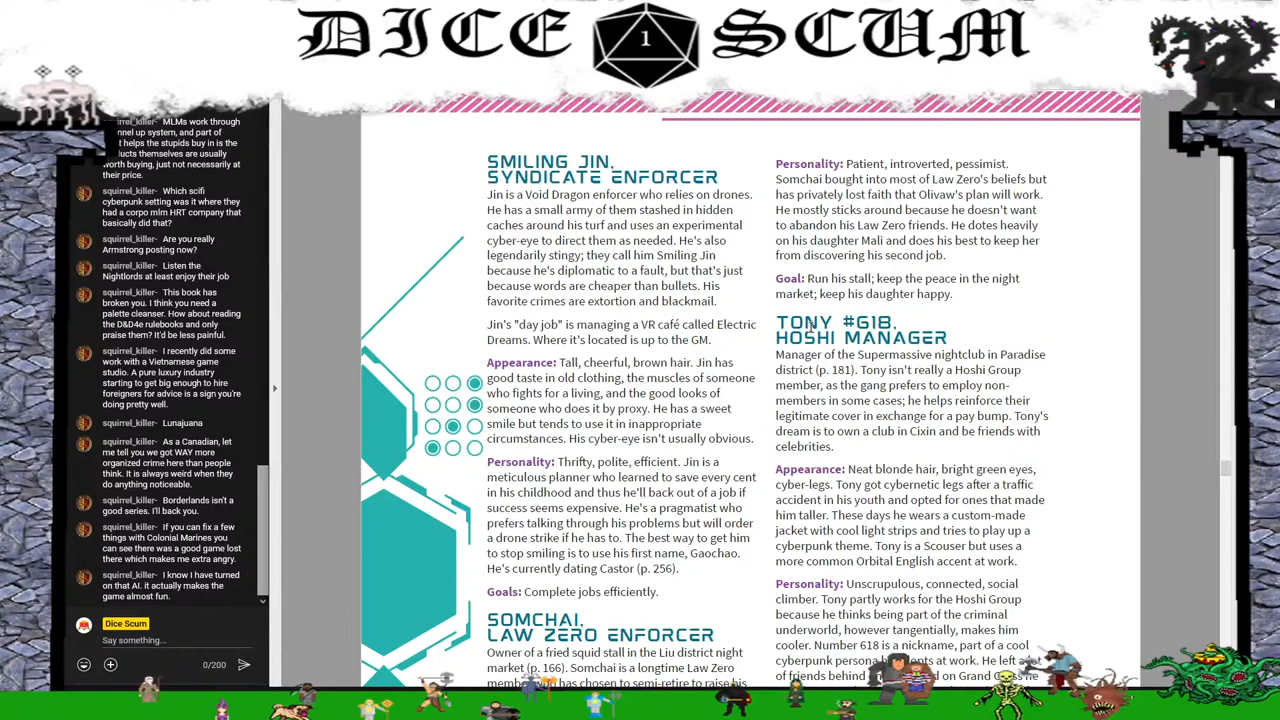 DICE 1 SCUM
squirrel_killer- MLMs work through
nnel up system, and part of
t helps the stupids buy in is the
ucts themselves are usually
worth buying, just not necessarily at
their price.
squirrel_killer- Which scifi
cyberpunk setting was it where they
had a corpo mlm HRT company that
basically did that?
squirrel_killer- Are you really
Armstrong posting now?
squirrel_killer- Listen the
Nightlords at least enjoy their job
squirrel_killer- This book has
broken you. I think you need a
palette cleanser. How about reading
the D&D4e rulebooks and only
praise them? It'd be less painful.
squirrel_killer- I recently did some
work with a Vietnamese game
studio. A pure luxury industry
starting to get big enough to hire
foreigners for advice is a sign you're
doing pretty well.
squirrel_killer- Lunajuana
squirrel_killer- As a Canadian, let
me tell you we got WAY more
organized crime here than people
think. It is always weird when they
do anything noticeable.
squirrel_killer- Borderlands isn't a
good series. I'll back you.
squirrel_killer- If you can fix a few
things with Colonial Marines you
can see there was a good game lost
there which makes me extra angry.
squirrel_killer- I know I have turned
on that AI. it actually makes the
game almost fun.
Dice Scum
Say something...
0/200
SMILING JIN,
SYNDICATE ENFORCER
Jin is a Void Dragon enforcer who relies on drones.
He has a small army of them stashed in hidden
caches around his turf and uses an experimental
cyber-eye to direct them as needed. He's also
legendarily stingy; they call him Smiling Jin
because he's diplomatic to a fault, but that's just
because words are cheaper than bullets. His
favorite crimes are extortion and blackmail.
Jin's "day job" is managing a VR café called Electric
Dreams. Where it's located is up to the GM.
Appearance: Tall, cheerful, brown hair. Jin has
good taste in old clothing, the muscles of someone
who fights for a living, and the good looks of
someone who does it by proxy. He has a sweet
smile but tends to use it in inappropriate
circumstances. His cyber-eye isn't usually obvious.
Personality: Thrifty, polite, efficient. Jin is a
meticulous planner who learned to save every cent
in his childhood and thus he'll back out of a job if
success seems expensive. He's a pragmatist who
prefers talking through his problems but will order
a drone strike if he has to. The best way to get him
to stop smiling is to use his first name, Gaochao.
He's currently dating Castor (p. 256).
Goals: Complete jobs efficiently.
SOMCHAI,
LAW ZERO ENFORCER
Owner of a fried squid stall in the Liu district night
market (p. 166). Somchai is a longtime Law Zero
member who has chosen to semi-retire to raise his
Personality: Patient, introverted, pessimist.
Somchai bought into most of Law Zero's beliefs but
has privately lost faith that Olivaw's plan will work.
He mostly sticks around because he doesn't want
to abandon his Law Zero friends. He dotes heavily
on his daughter Mali and does his best to keep her
from discovering his second job.
Goal: Run his stall; keep the peace in the night
market; keep his daughter happy.
TONY #618,
HOSHI MANAGER
Manager of the Supermassive nightclub in Paradise
district (p. 181). Tony isn't really a Hoshi Group
member, as the gang prefers to employ non-
members in some cases; he helps reinforce their
legitimate cover in exchange for a pay bump. Tony's
dream is to own a club in Cixin and be friends with
celebrities.
Appearance: Neat blonde hair, bright green eyes,
cyber-legs. Tony got cybernetic legs after a traffic
accident in his youth and opted for ones that made
him taller. These days he wears a custom-made
jacket with cool light strips and tries to play up a
cyberpunk theme. Tony is a Scouser but uses a
more common Orbital English accent at work.
Personality: Unscrupulous, connected, social
climber. Tony partly works for the Hoshi Group
because he thinks being part of the criminal
underworld, however tangentially, makes him
cooler. Number 618 is a nickname, part of a cool
cyberpunk persona at work. He left a
of friends behind on Grand he